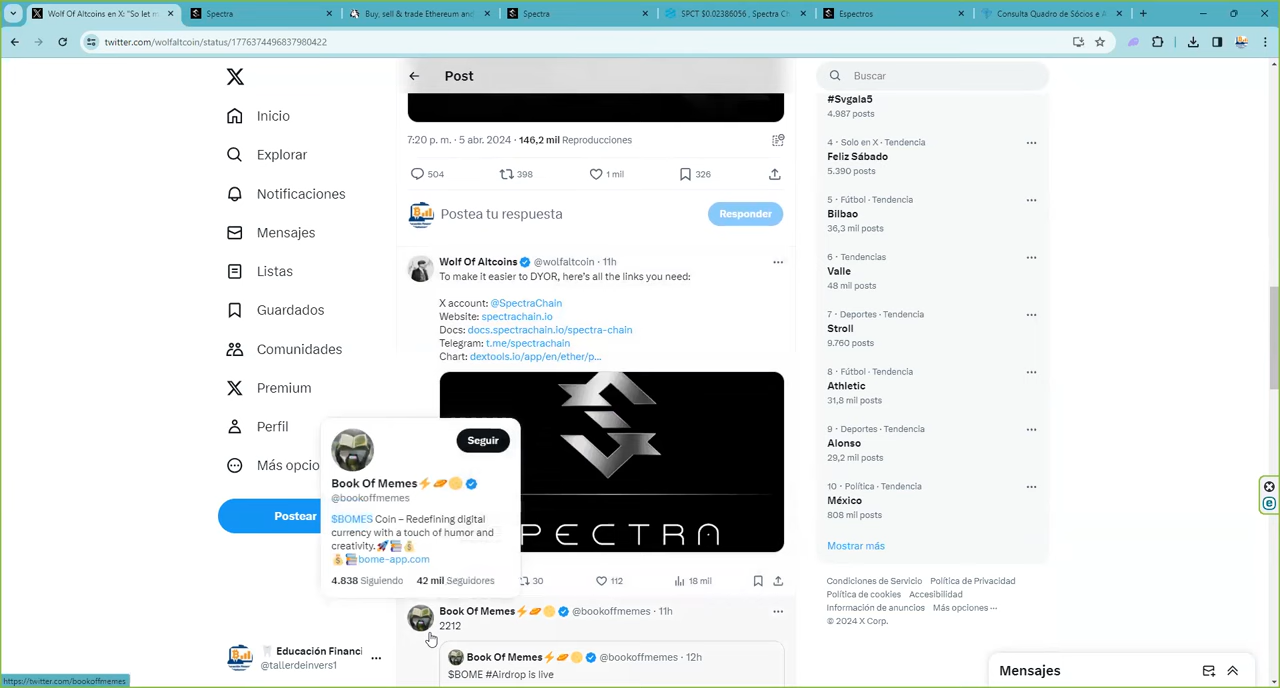 Wolf Of Altcoins en X: "So let m
Spectra
Buy, sell & trade Ethereum and
Spectra
SPCT $0.02386056 , Spectra Ch
Espectros
Consulta Quadro de Sócios e A
twitter.com/wolfaltcoin/status/1776374496837980422
Inicio
Explorar
Notificaciones
Mensajes
Listas
Guardados
Comunidades
Premium
Perfil
Más opcio
Postear
Educación Financi
@tallerdeinvers1
Post
7:20 p. m. · 5 abr. 2024 · 146,2 mil Reproducciones
504
398
1 mil
326
Postea tu respuesta
Responder
Wolf Of Altcoins @wolfaltcoin · 11h
To make it easier to DYOR, here's all the links you need:
X account: @SpectraChain
Website: spectrachain.io
Docs: docs.spectrachain.io/spectra-chain
Telegram: t.me/spectrachain
Chart: dextools.io/app/en/ether/p...
PECTRA
30
112
18 mil
Seguir
Book Of Memes⚡🥖🟡
@bookoffmemes
$BOMES Coin – Redefining digital
currency with a touch of humor and
creativity.🚀📚💰
💰📚bome-app.com
4.838 Siguiendo 42 mil Seguidores
Book Of Memes⚡🥖🟡 @bookoffmemes · 11h
2212
Book Of Memes⚡🥖🟡 @bookoffmemes · 12h
$BOME #Airdrop is live
Buscar
#Svgala5
4.987 posts
4 · Solo en X · Tendencia
Feliz Sábado
5.390 posts
5 · Fútbol · Tendencia
Bilbao
36,3 mil posts
6 · Tendencias
Valle
48 mil posts
7 · Deportes · Tendencia
Stroll
9.760 posts
8 · Fútbol · Tendencia
Athletic
31,8 mil posts
9 · Deportes · Tendencia
Alonso
29,2 mil posts
10 · Política · Tendencia
México
808 mil posts
Mostrar más
Condiciones de Servicio Política de Privacidad
Política de cookies Accesibilidad
Información de anuncios Más opciones ···
© 2024 X Corp.
Mensajes
https://twitter.com/bookoffmemes